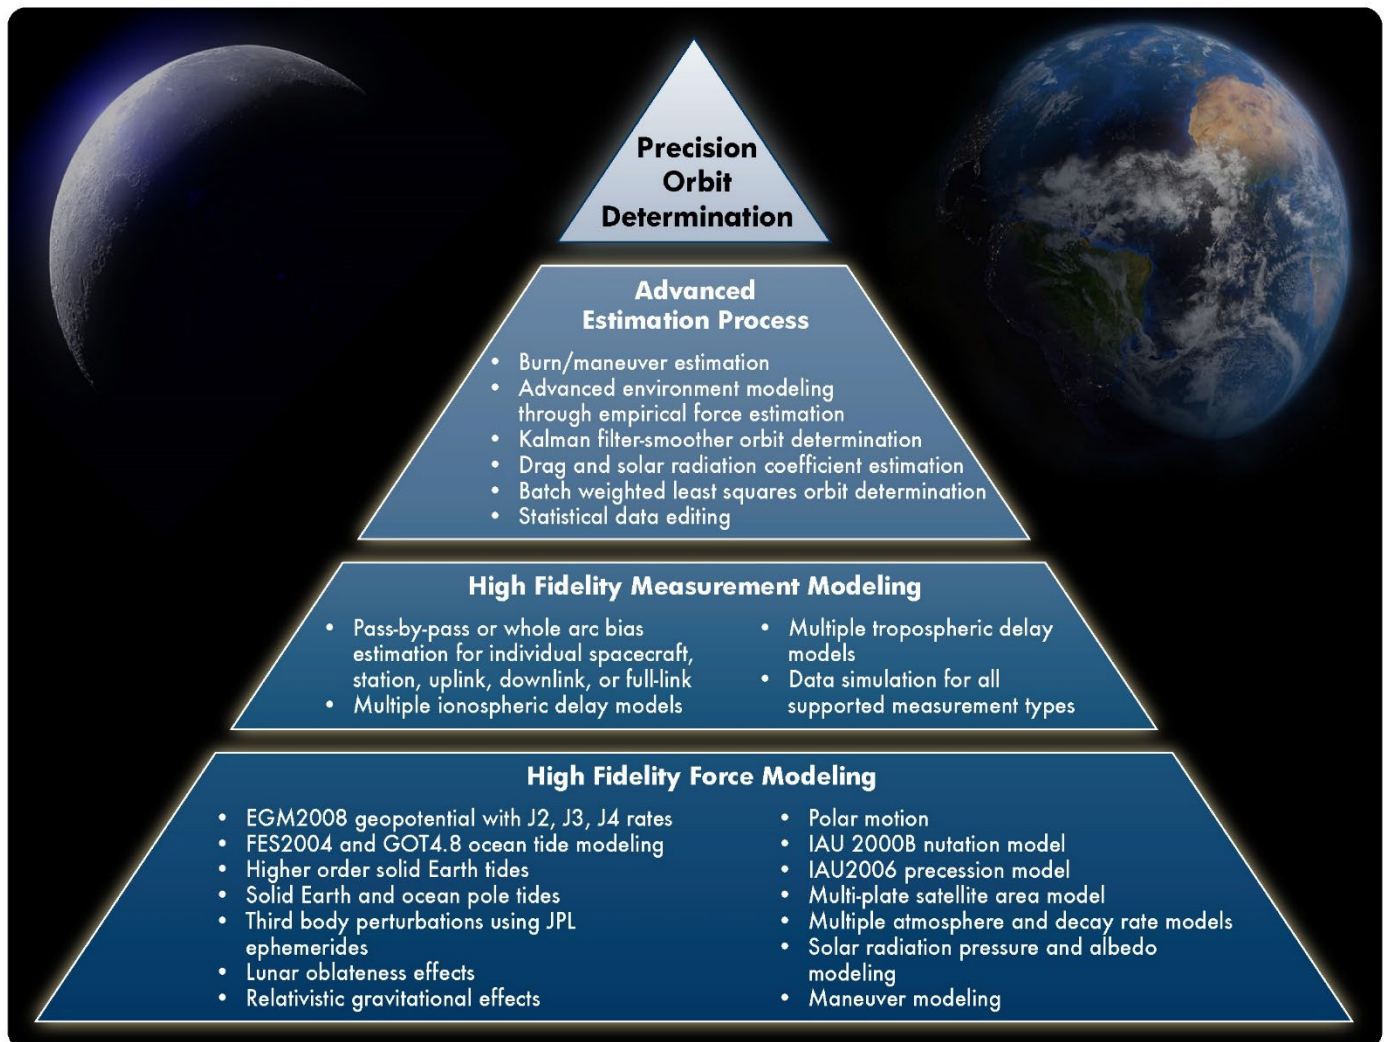 Precision
Orbit
Determination
Advanced
Estimation Process
• Burn/maneuver estimation
• Advanced environment modeling
through empirical force estimation
• Kalman filter-smoother orbit determination
• Drag and solar radiation coefficient estimation
• Batch weighted least squares orbit determination
• Statistical data editing
High Fidelity Measurement Modeling
• Pass-by-pass or whole arc bias
estimation for individual spacecraft,
station, uplink, downlink, or full-link
• Multiple ionospheric delay models
• Multiple tropospheric delay
models
• Data simulation for all
supported measurement types
High Fidelity Force Modeling
• EGM2008 geopotential with J2, J3, J4 rates
• FES2004 and GOT4.8 ocean tide modeling
• Higher order solid Earth tides
• Solid Earth and ocean pole tides
• Third body perturbations using JPL
ephemerides
• Lunar oblateness effects
• Relativistic gravitational effects
• Polar motion
• IAU 2000B nutation model
• IAU2006 precession model
• Multi-plate satellite area model
• Multiple atmosphere and decay rate models
• Solar radiation pressure and albedo
modeling
• Maneuver modeling